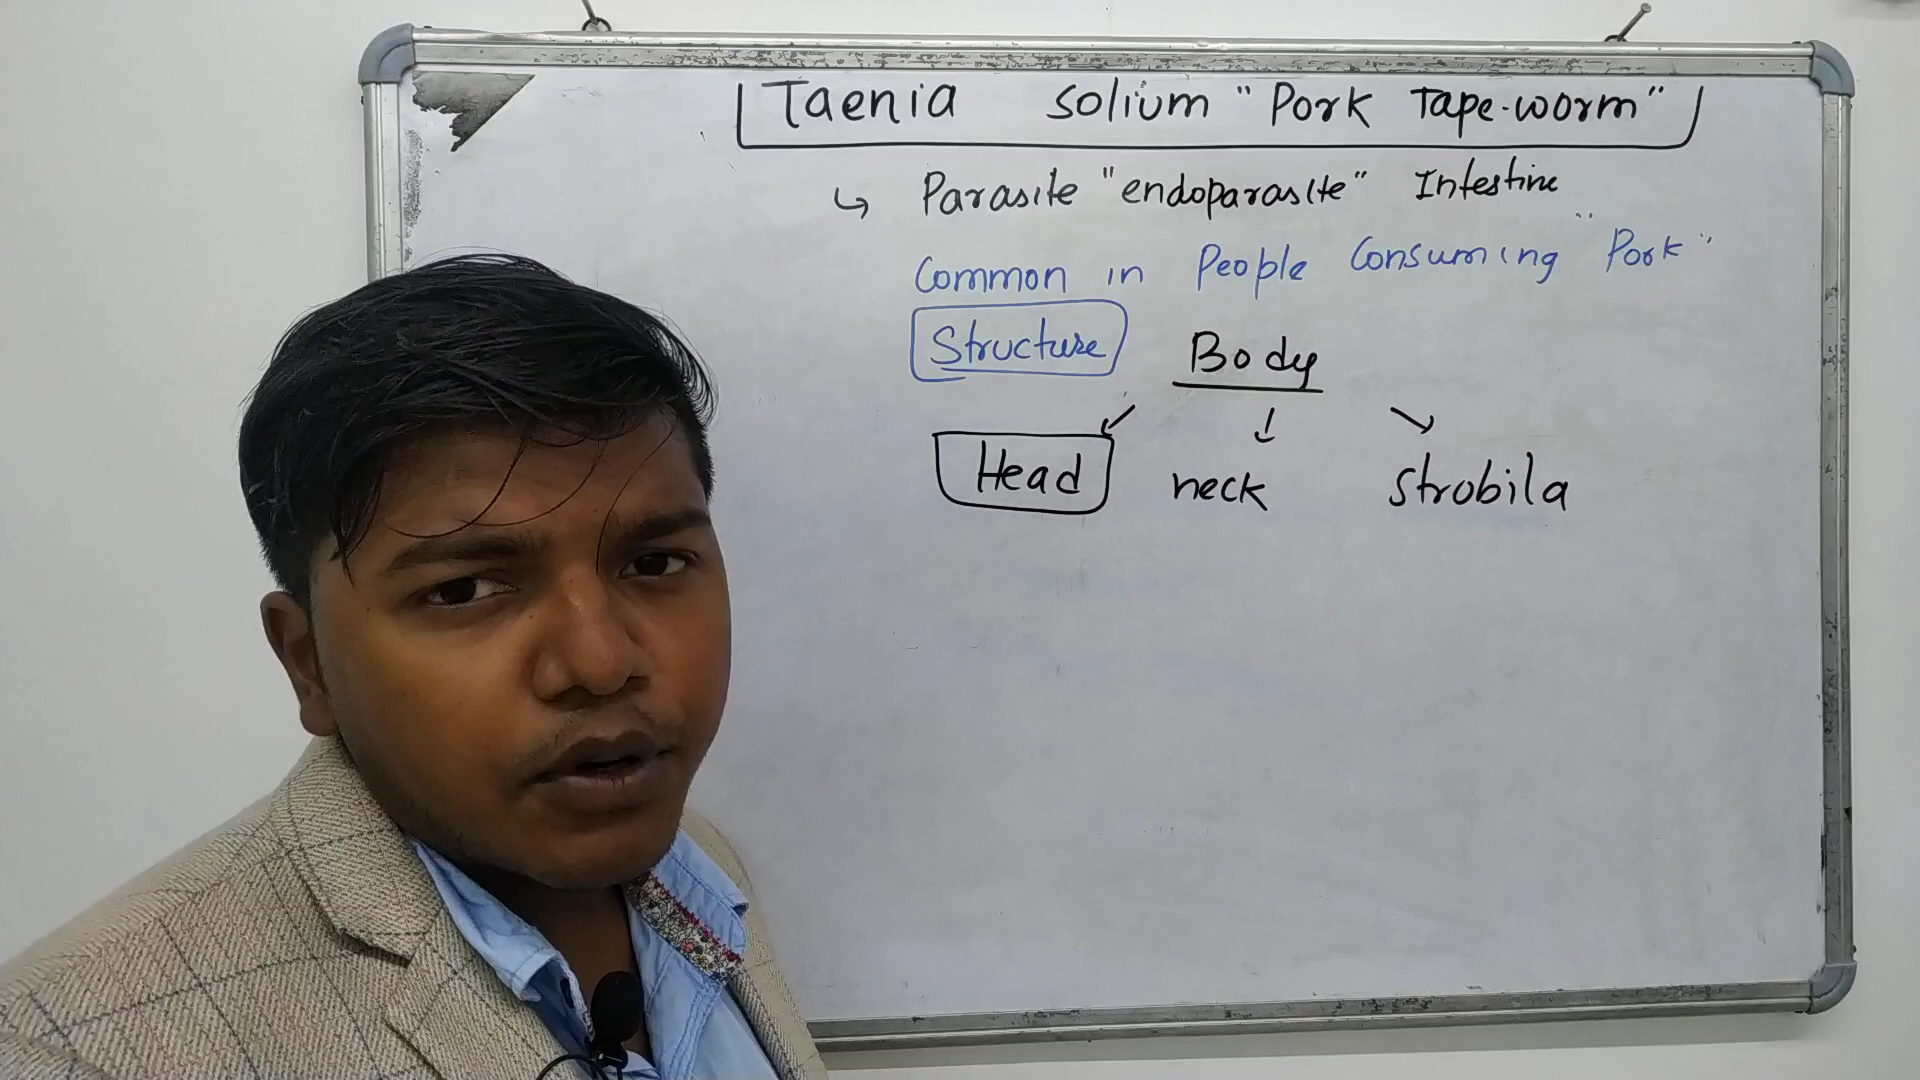 Taenia solium "Pork Tape-worm"
↳ Parasite "endoparasite" Intestine
Common in People Consuming "Pork"
Structure Body
Head neck strobila